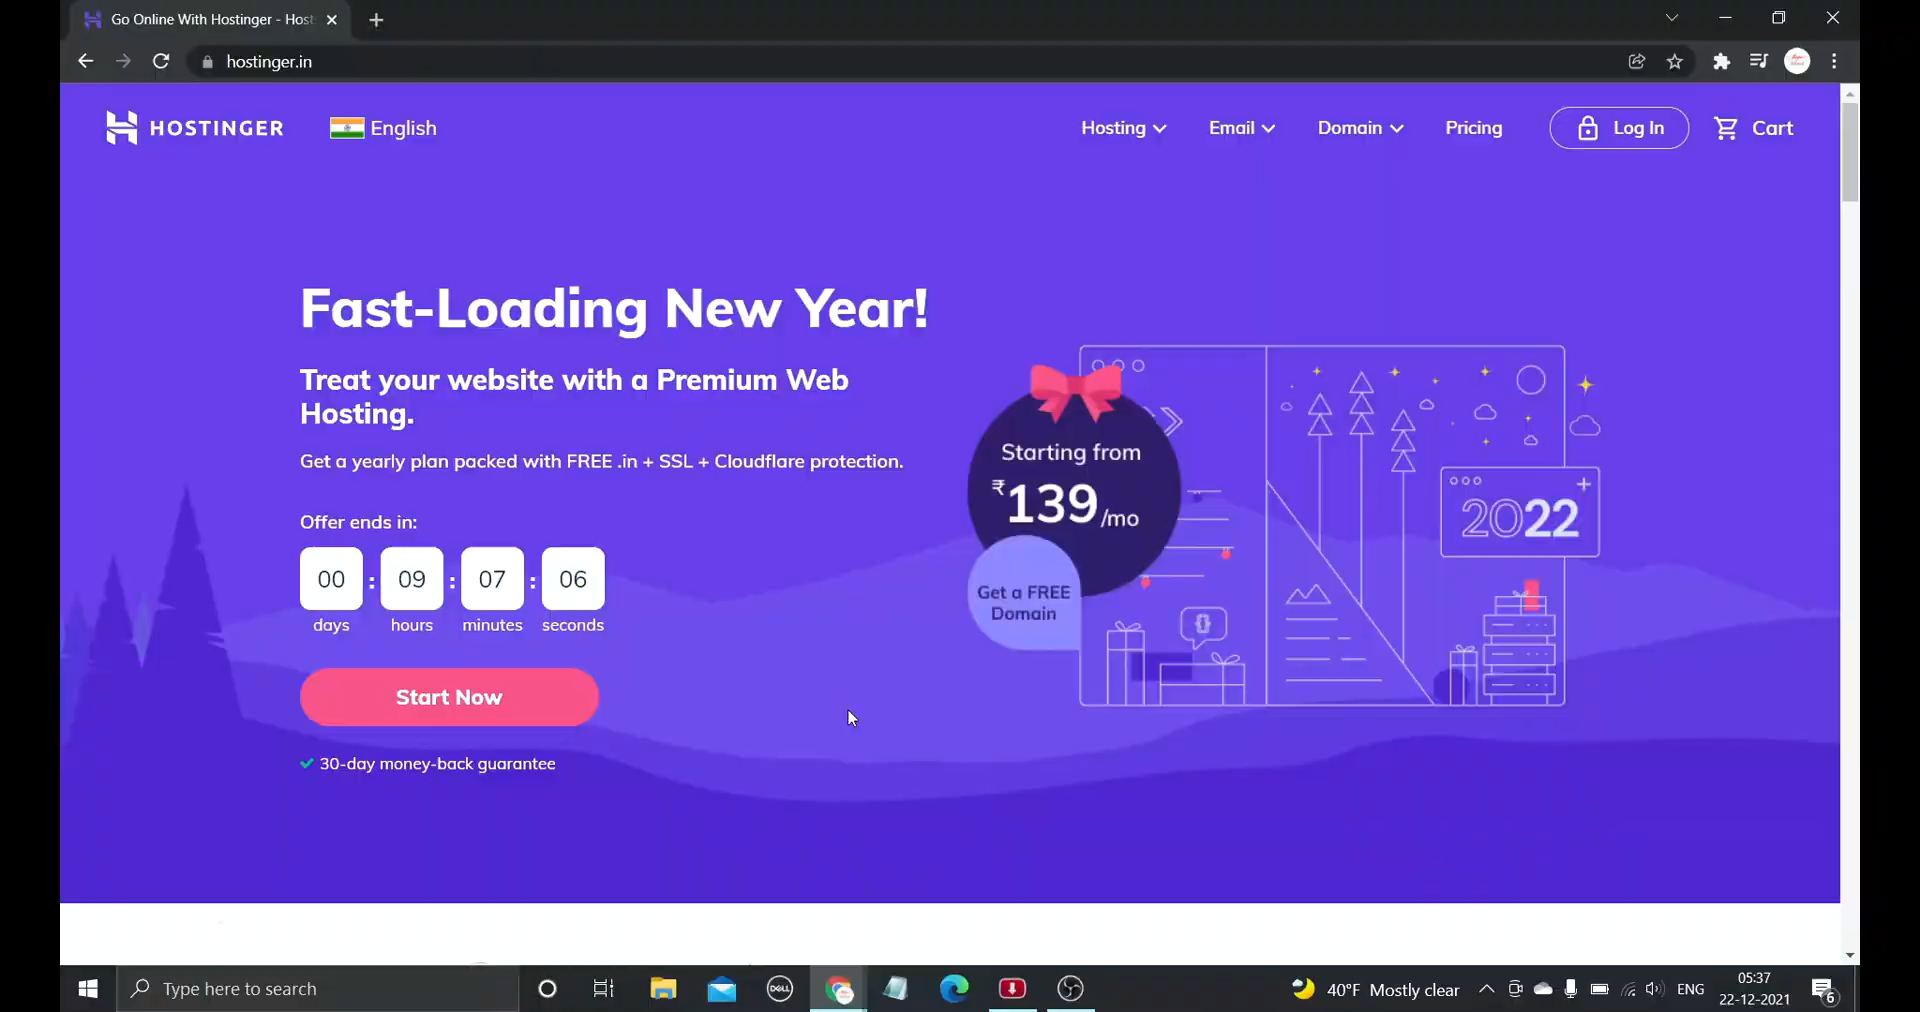 Go Online With Hostinger - Host
hostinger.in
HOSTINGER
English
Hosting
Email
Domain
Pricing
Log In
Cart
Fast-Loading New Year!
Treat your website with a Premium Web
Hosting.
Get a yearly plan packed with FREE .in + SSL + Cloudflare protection.
Offer ends in:
00 : 09 : 07 : 06
days hours minutes seconds
Start Now
30-day money-back guarantee
Starting from
₹139/mo
Get a FREE
Domain
2022
Type here to search
DELL
40°F Mostly clear
ENG
05:37
22-12-2021
6